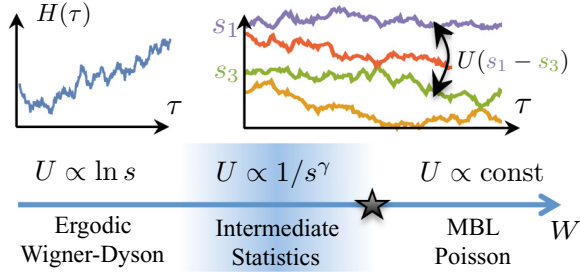 H(τ)
τ
s₁
s₃
U(s₁ − s₃)
τ
U ∝ ln s
U ∝ 1/s^γ
U ∝ const
W
Ergodic
Wigner-Dyson
Intermediate
Statistics
MBL
Poisson